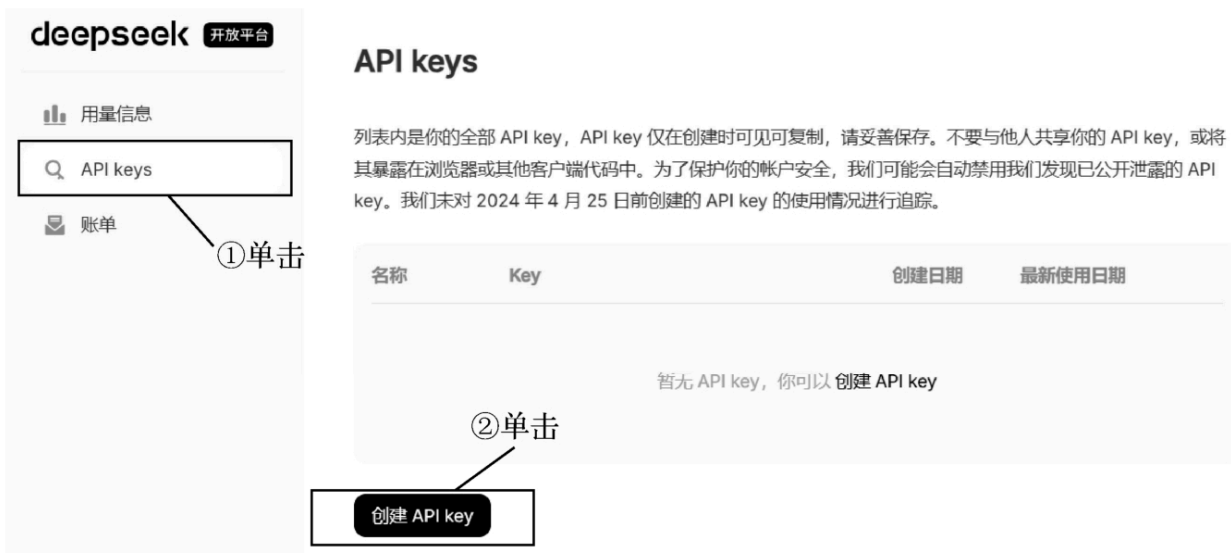 deepseek 开放平台
用量信息
API keys
账单
①单击
API keys
列表内是你的全部 API key，API key 仅在创建时可见可复制，请妥善保存。不要与他人共享你的 API key，或将
其暴露在浏览器或其他客户端代码中。为了保护你的帐户安全，我们可能会自动禁用我们发现已公开泄露的 API
key。我们未对 2024 年 4 月 25 日前创建的 API key 的使用情况进行追踪。
名称 Key 创建日期 最新使用日期
暂无 API key，你可以 创建 API key
②单击
创建 API key